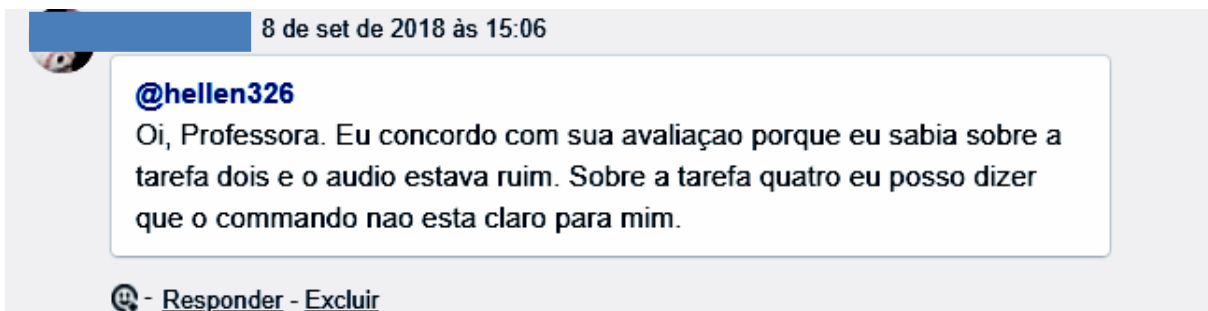 8 de set de 2018 às 15:06
@hellen326
Oi, Professora. Eu concordo com sua avaliaçao porque eu sabia sobre a
tarefa dois e o audio estava ruim. Sobre a tarefa quatro eu posso dizer
que o commando nao esta claro para mim.
- Responder - Excluir